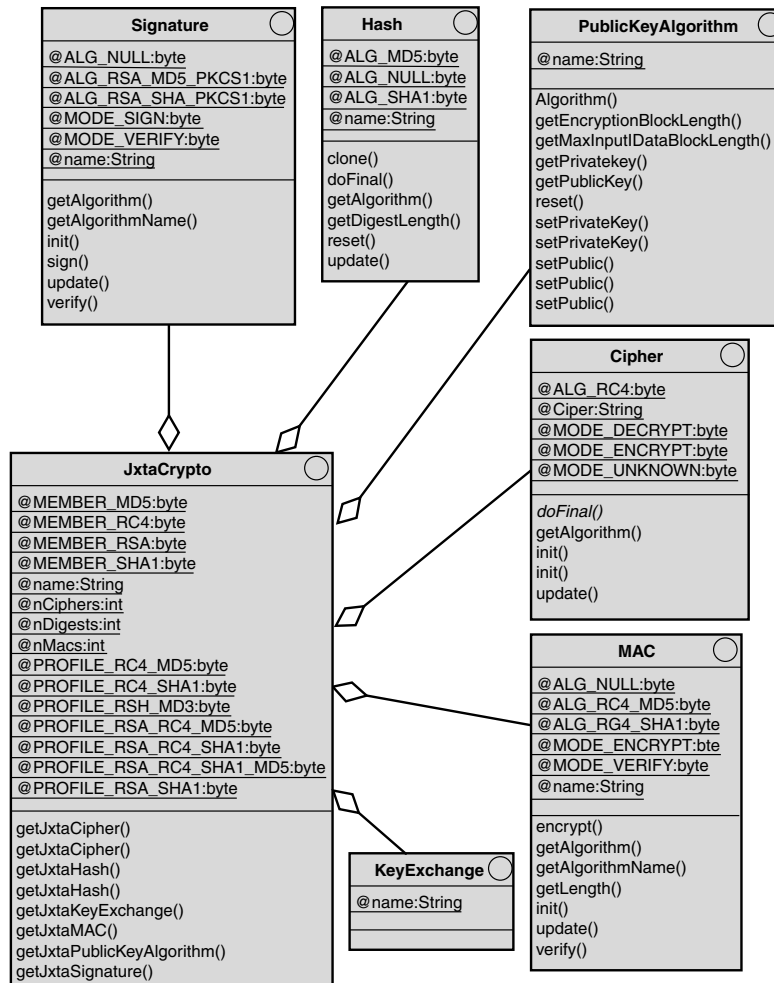 Signature
@ALG_NULL:byte
@ALG_RSA_MD5_PKCS1:byte
@ALG_RSA_SHA_PKCS1:byte
@MODE_SIGN:byte
@MODE_VERIFY:byte
@name:String
getAlgorithm()
getAlgorithmName()
init()
sign()
update()
verify()
Hash
@ALG_MD5:byte
@ALG_NULL:byte
@ALG_SHA1:byte
@name:String
clone()
doFinal()
getAlgorithm()
getDigestLength()
reset()
update()
PublicKeyAlgorithm
@name:String
Algorithm()
getEncryptionBlockLength()
getMaxInputIDataBlockLength()
getPrivatekey()
getPublicKey()
reset()
setPrivateKey()
setPrivateKey()
setPublic()
setPublic()
setPublic()
Cipher
@ALG_RC4:byte
@Ciper:String
@MODE_DECRYPT:byte
@MODE_ENCRYPT:byte
@MODE_UNKNOWN:byte
doFinal()
getAlgorithm()
init()
init()
update()
JxtaCrypto
@MEMBER_MD5:byte
@MEMBER_RC4:byte
@MEMBER_RSA:byte
@MEMBER_SHA1:byte
@name:String
@nCiphers:int
@nDigests:int
@nMacs:int
@PROFILE_RC4_MD5:byte
@PROFILE_RC4_SHA1:byte
@PROFILE_RSH_MD3:byte
@PROFILE_RSA_RC4_MD5:byte
@PROFILE_RSA_RC4_SHA1:byte
@PROFILE_RSA_RC4_SHA1_MD5:byte
@PROFILE_RSA_SHA1:byte
getJxtaCipher()
getJxtaCipher()
getJxtaHash()
getJxtaHash()
getJxtaKeyExchange()
getJxtaMAC()
getJxtaPublicKeyAlgorithm()
getJxtaSignature()
MAC
@ALG_NULL:byte
@ALG_RC4_MD5:byte
@ALG_RG4_SHA1:byte
@MODE_ENCRYPT:bte
@MODE_VERIFY:byte
@name:String
encrypt()
getAlgorithm()
getAlgorithmName()
getLength()
init()
update()
verify()
KeyExchange
@name:String